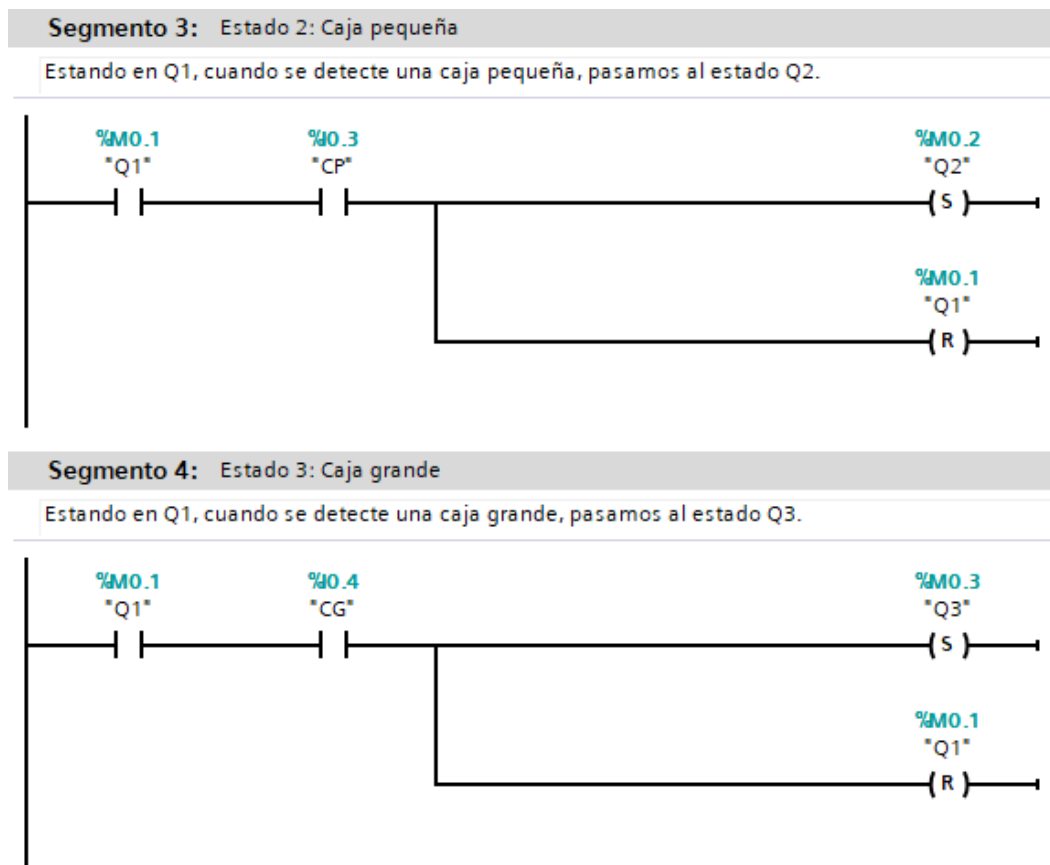 Segmento 3: Estado 2: Caja pequeña
Estando en Q1, cuando se detecte una caja pequeña, pasamos al estado Q2.
%M0.1 %I0.3 %M0.2
"Q1" "CP" "Q2"
S
%M0.1
"Q1"
R
Segmento 4: Estado 3: Caja grande
Estando en Q1, cuando se detecte una caja grande, pasamos al estado Q3.
%M0.1 %I0.4 %M0.3
"Q1" "CG" "Q3"
S
%M0.1
"Q1"
R